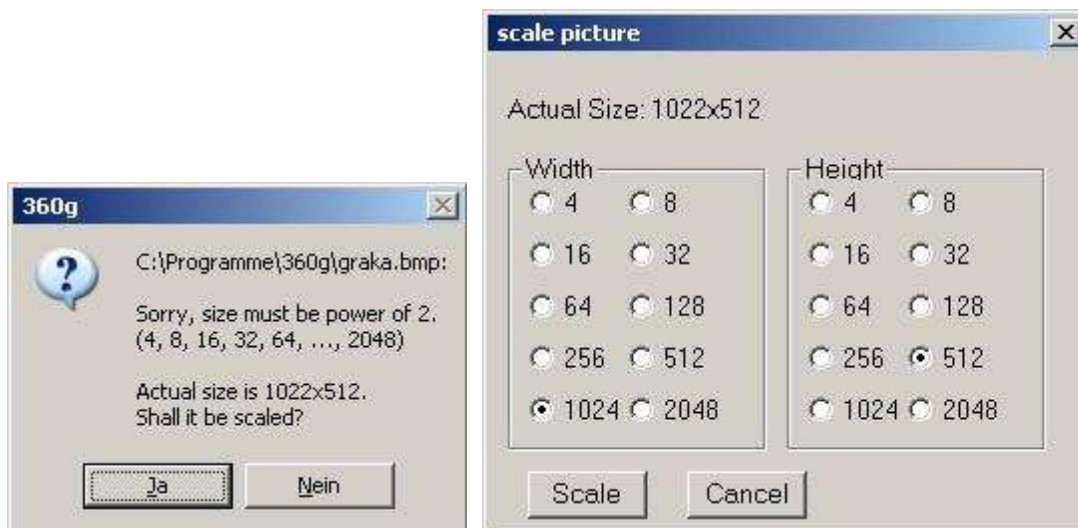 360g
C:\Programme\360g\graka.bmp:
Sorry, size must be power of 2.
(4, 8, 16, 32, 64, ..., 2048)
Actual size is 1022x512.
Shall it be scaled?
Ja
Nein
scale picture
Actual Size: 1022x512
Width
4 8
16 32
64 128
256 512
1024 2048
Height
4 8
16 32
64 128
256 512
1024 2048
Scale
Cancel